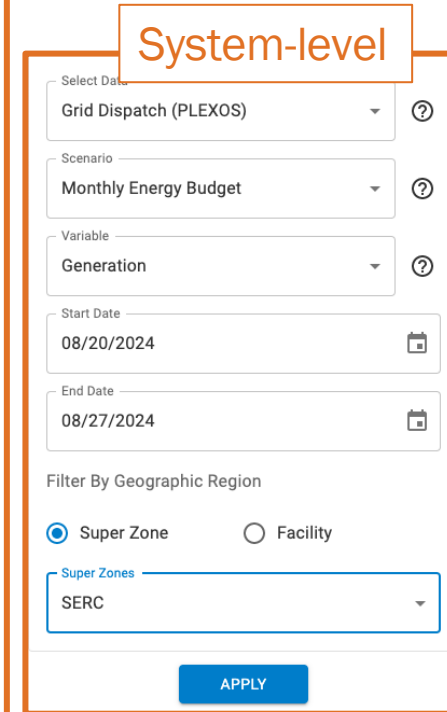 System-level
Select Data
Grid Dispatch (PLEXOS)
Scenario
Monthly Energy Budget
Variable
Generation
Start Date
08/20/2024
End Date
08/27/2024
Filter By Geographic Region
Super Zone Facility
Super Zones
SERC
APPLY